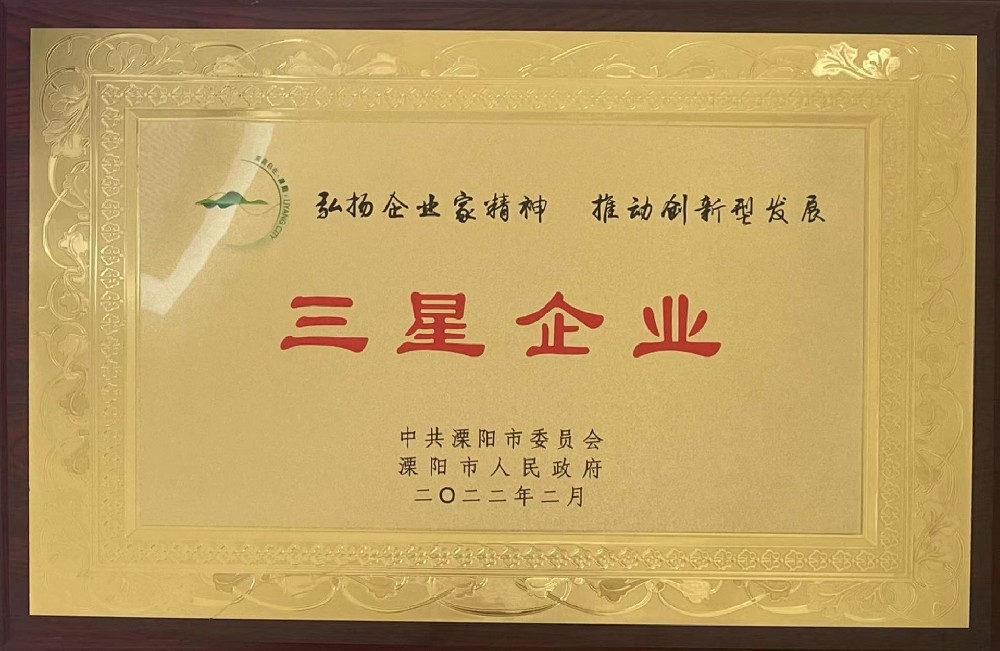 LIYANG CITY
弘扬企业家精神 推动创新型发展
三星企业
中共溧阳市委员会
溧阳市人民政府
二〇二二年二月